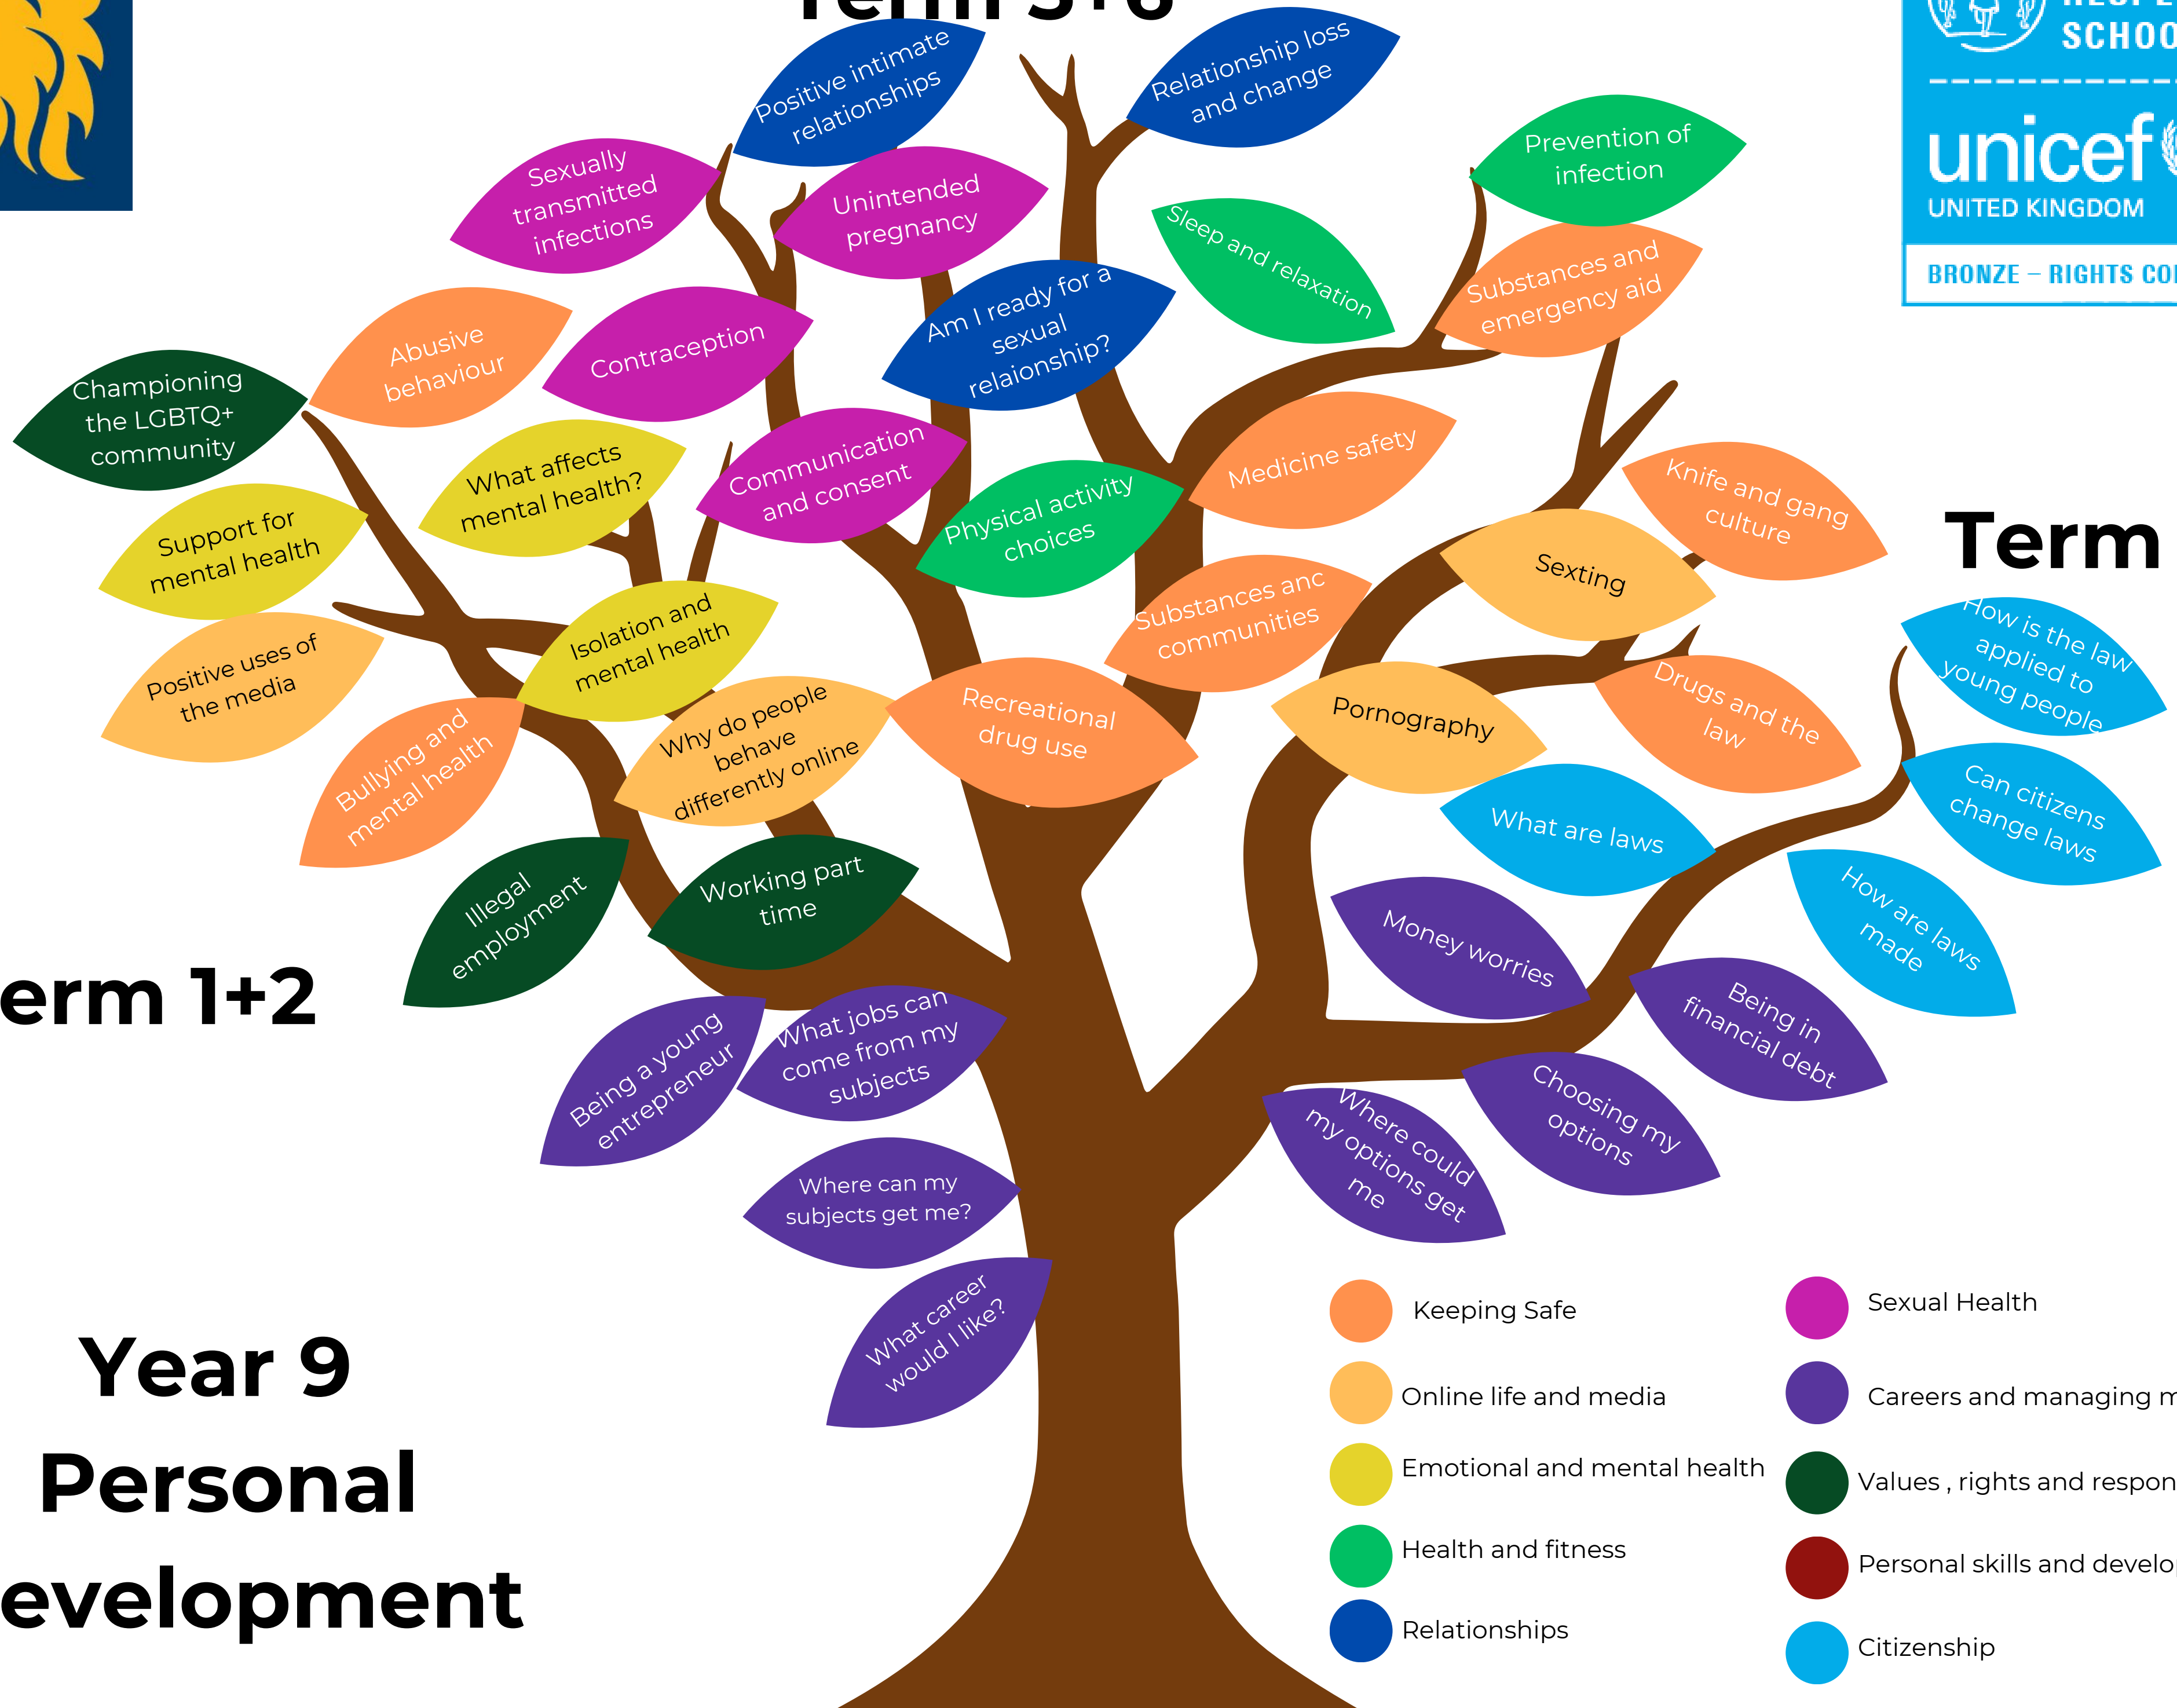 Positive intimate
relationships
Relationship loss
and change
SCHOO
unicef
UNITED KINGDOM
BRONZE – RIGHTS CO
Prevention of
infection
Sexually
transmitted
infections
Unintended
pregnancy
Sleep and relaxation
Substances and
emergency aid
Am I ready for a
sexual
relaionship?
Abusive
behaviour
Contraception
Championing
the LGBTQ+
community
What affects
mental health?
Communication
and consent
Medicine safety
Physical activity
choices
Knife and gang
culture
Support for
mental health
Sexting
Term
Substances anc
communities
Isolation and
mental health
How is the law
applied to
young people
Positive uses of
the media
Why do people
behave
differently online
Recreational
drug use
Pornography
Drugs and the
law
Bullying and
mental health
What are laws
Can citizens
change laws
Illegal
employment
Working part
time
Money worries
How are laws
made
erm 1+2
Being a young
entrepreneur
What jobs can
come from my
subjects
Being in
financial debt
Choosing my
options
Where could
my options get
me
Where can my
subjects get me?
What career
would I like?
Year 9
Personal
evelopment
Keeping Safe
Online life and media
Emotional and mental health
Health and fitness
Relationships
Sexual Health
Careers and managing m
Values , rights and respon
Personal skills and develo
Citizenship